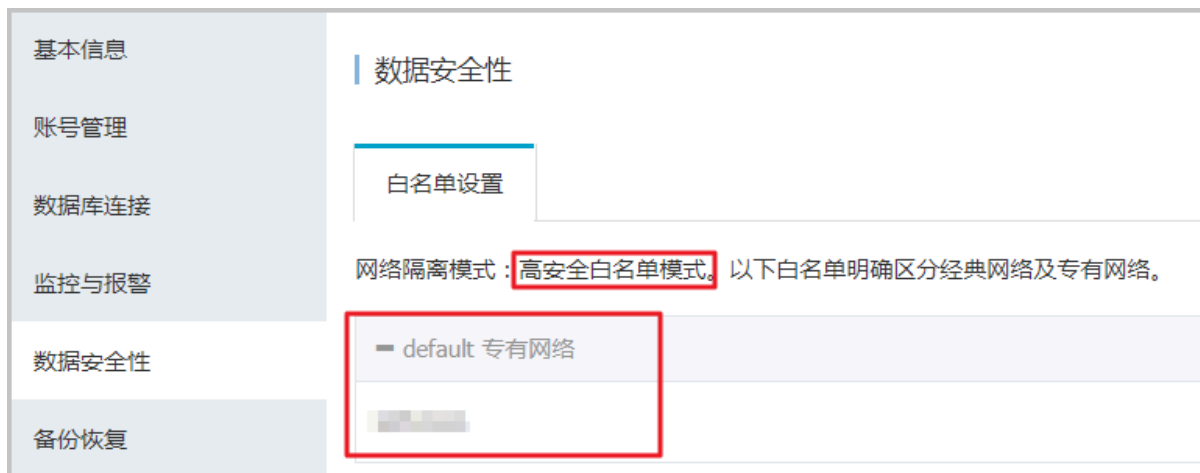 基本信息
账号管理
数据库连接
监控与报警
数据安全性
备份恢复
数据安全性
白名单设置
网络隔离模式：高安全白名单模式。以下白名单明确区分经典网络及专有网络。
default 专有网络